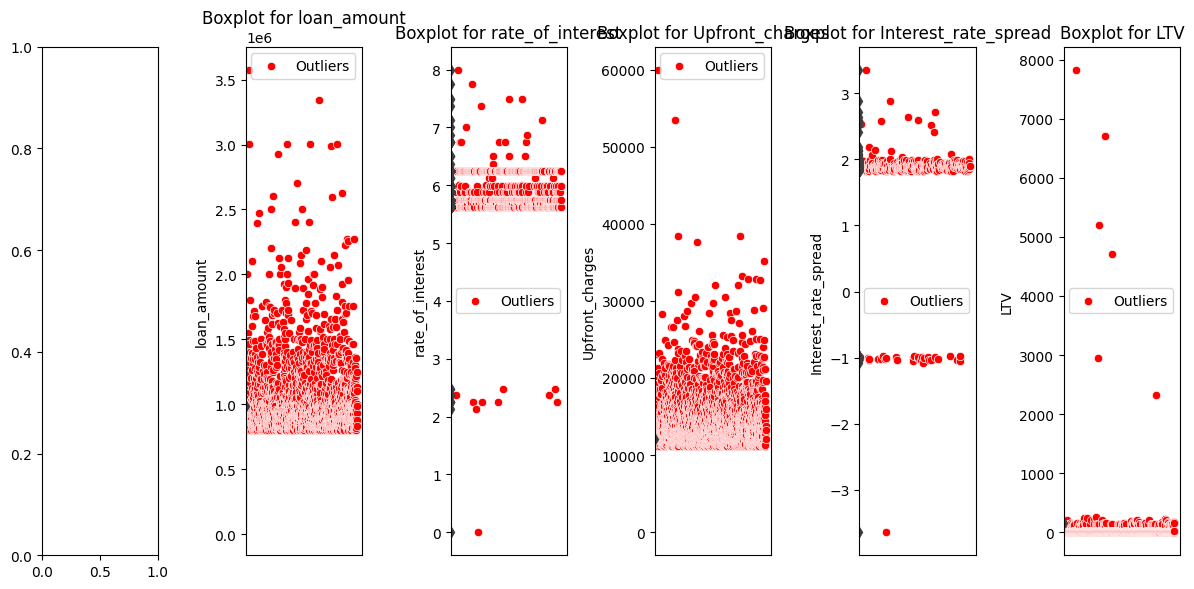 1.0
0.8
0.6
0.4
0.2
0.0
0.0
0.5
1.0
Boxplot for loan_amount
1e6
Outliers
3.5
3.0
2.5
2.0
1.5
1.0
0.5
0.0
loan_amount
Boxplot for rate_of_interest
Outliers
8
7
6
5
4
3
2
1
0
rate_of_interest
Outliers
Boxplot for Upfront_charges
Outliers
60000
50000
40000
30000
20000
10000
0
Upfront_charges
Boxplot for Interest_rate_spread
3
2
1
0
−1
−2
−3
Interest_rate_spread
Outliers
Boxplot for LTV
8000
7000
6000
5000
4000
3000
2000
1000
0
LTV
Outliers